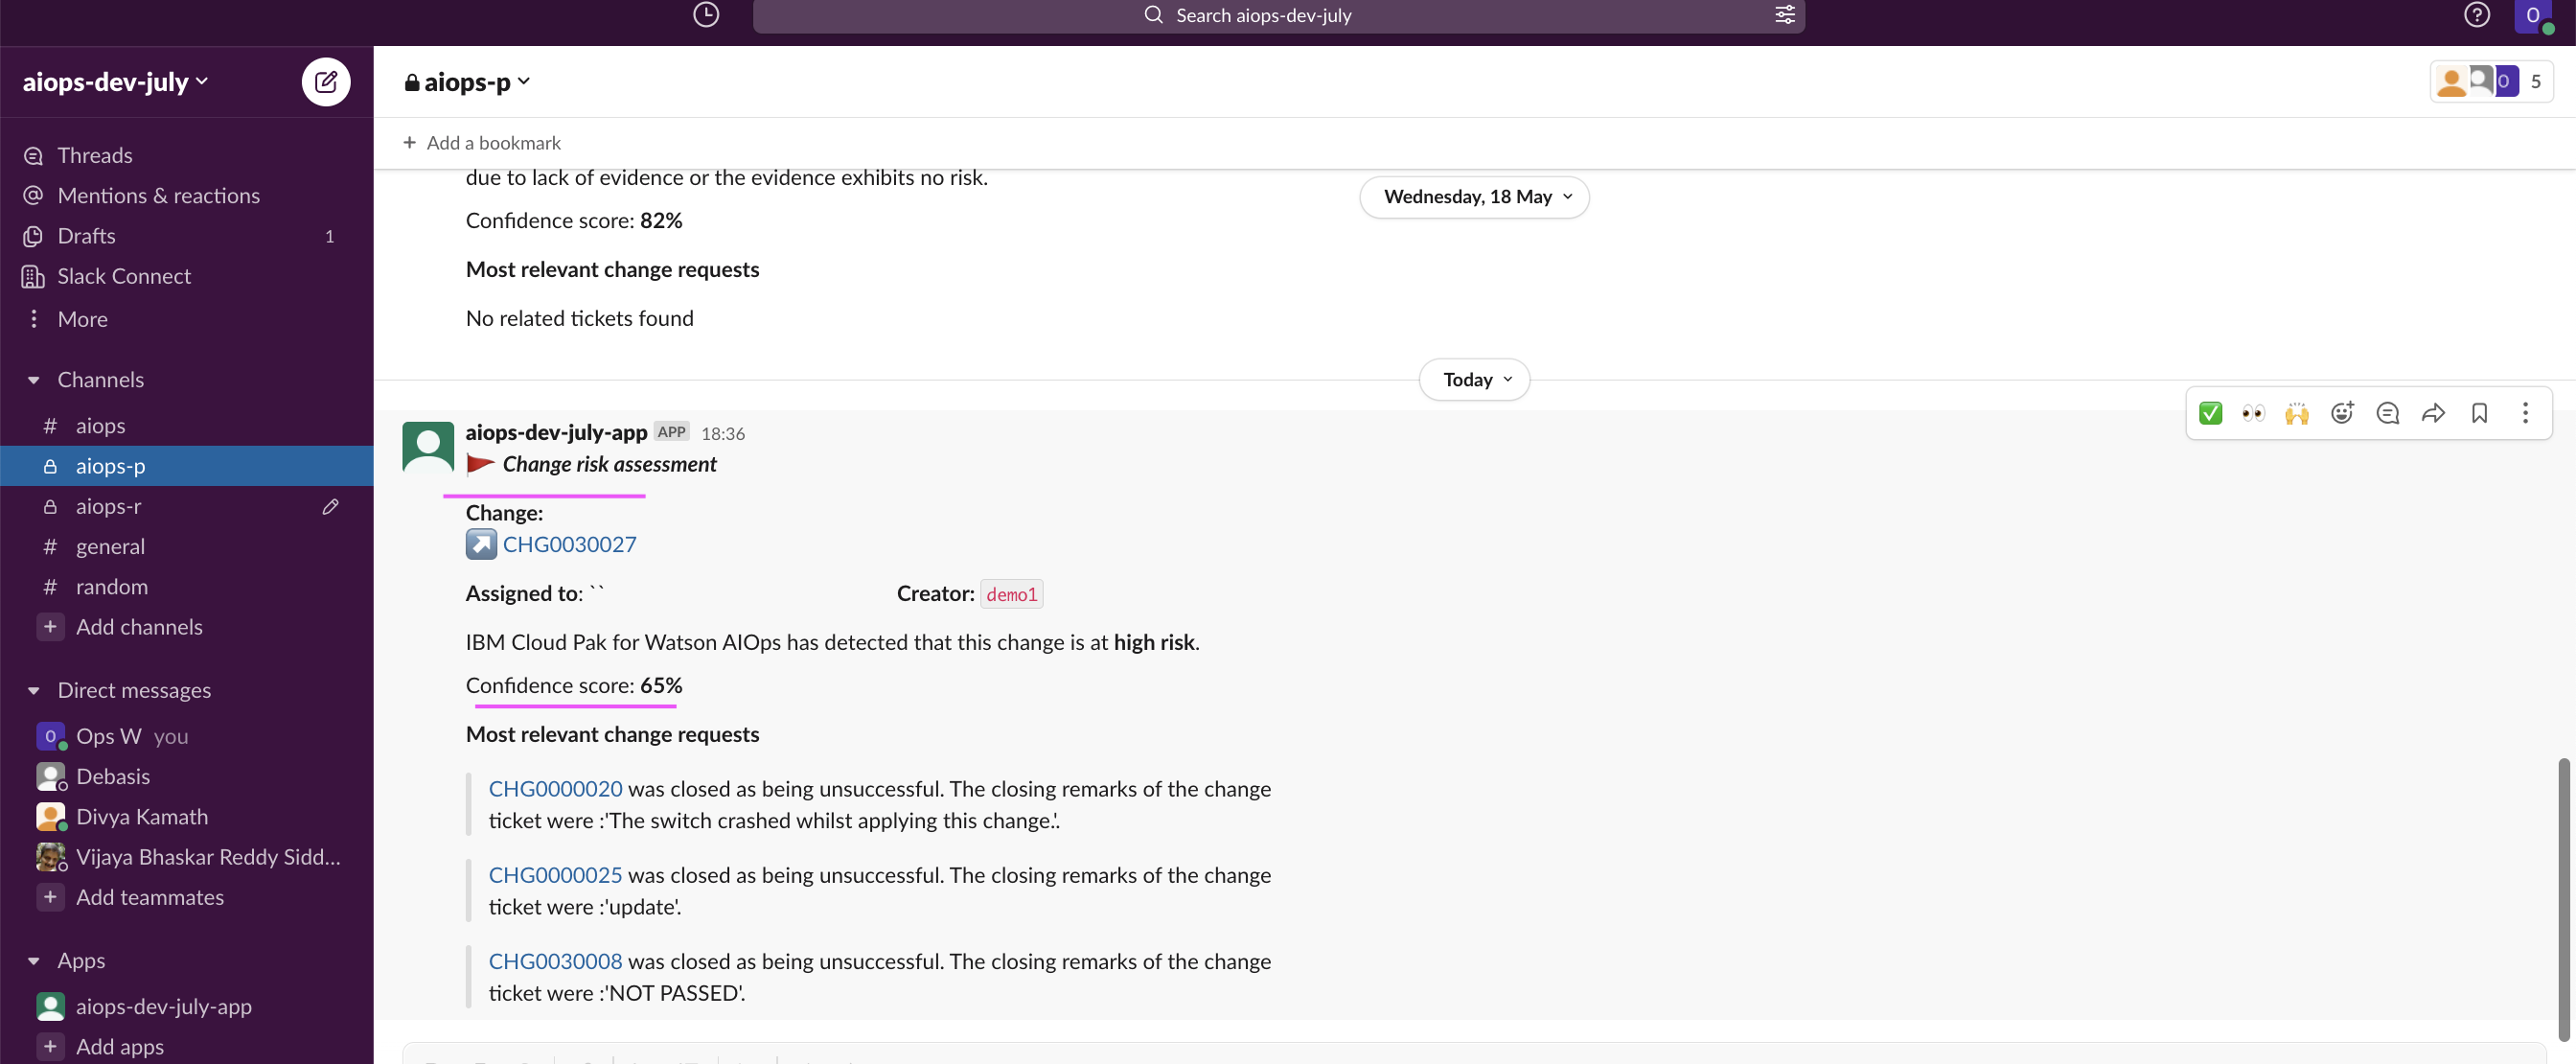 Search aiops-dev-july
O
aiops-dev-july
Threads
Mentions & reactions
Drafts 1
Slack Connect
More
Channels
# aiops
aiops-p
aiops-r
# general
# random
+ Add channels
Direct messages
O Ops W you
Debasis
Divya Kamath
Vijaya Bhaskar Reddy Sidd...
+ Add teammates
Apps
aiops-dev-july-app
+ Add apps
aiops-p
O 5
+ Add a bookmark
due to lack of evidence or the evidence exhibits no risk.
Wednesday, 18 May
Confidence score: 82%
Most relevant change requests
No related tickets found
Today
aiops-dev-july-app APP 18:36
Change risk assessment
Change:
CHG0030027
Assigned to: `` Creator: demo1
IBM Cloud Pak for Watson AIOps has detected that this change is at high risk.
Confidence score: 65%
Most relevant change requests
CHG0000020 was closed as being unsuccessful. The closing remarks of the change
ticket were :'The switch crashed whilst applying this change.'.
CHG0000025 was closed as being unsuccessful. The closing remarks of the change
ticket were :'update'.
CHG0030008 was closed as being unsuccessful. The closing remarks of the change
ticket were :'NOT PASSED'.